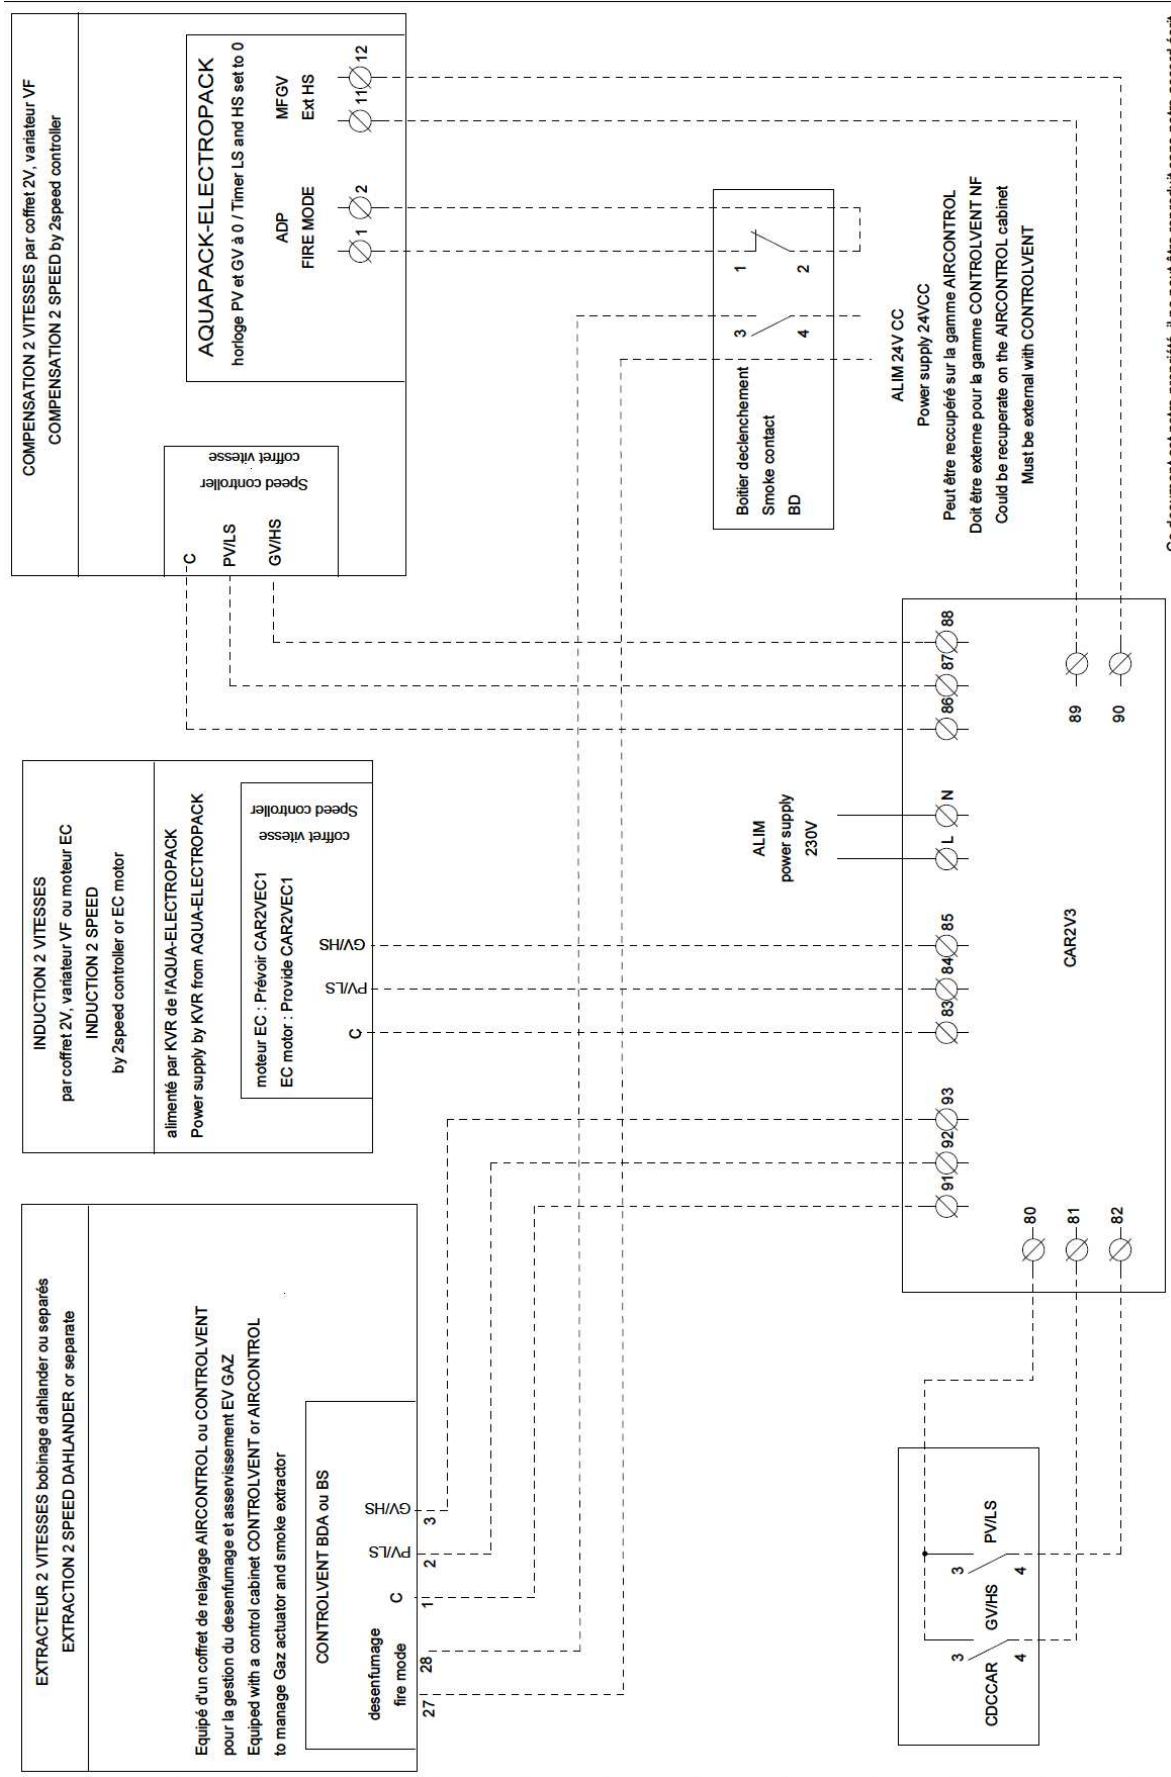 EXTRACTEUR 2 VITESSES bobinage dahlander ou separés
EXTRACTION 2 SPEED DAHLANDER or separate
Equipé d'un coffret de relayage AIRCONTROL ou CONTROLVENT
pour la gestion du desenfumage et asservissement EV GAZ
Equiped with a control cabinet CONTROLVENT or AIRCONTROL
to manage Gaz actuator and smoke extractor
CONTROLVENT BDA ou BS
desenfumage
fire mode
C
PV/LS
GV/HS
27
28
1
2
3
INDUCTION 2 VITESSES
par coffret 2V, variateur VF ou moteur EC
INDUCTION 2 SPEED
by 2speed controller or EC motor
alimenté par KVR de l'AQUA-ELECTROPACK
Power supply by KVR from AQUA-ELECTROPACK
moteur EC : Prévoir CAR2VEC1
EC motor : Provide CAR2VEC1
coffret vitesse
Speed controller
C
PV/LS
GV/HS
COMPENSATION 2 VITESSES par coffret 2V, variateur VF
COMPENSATION 2 SPEED by 2speed controller
Speed controller
coffret vitesse
C
PV/LS
GV/HS
AQUAPACK-ELECTROPACK
horloge PV et GV à 0 / Timer LS and HS set to 0
ADP
FIRE MODE
MFGV
Ext HS
1
2
11
12
Boitier declenchement
Smoke contact
BD
3
4
1
2
ALIM 24V CC
Power supply 24VCC
Peut être reccupéré sur la gamme AIRCONTROL
Doit être externe pour la gamme CONTROLVENT NF
Could be recuperate on the AIRCONTROL cabinet
Must be external with CONTROLVENT
ALIM
power supply
230V
91
92
93
83
84
85
L
N
86
87
88
80
81
82
CAR2V3
89
90
CDCCAR
3
4
GV/HS
3
4
PV/LS